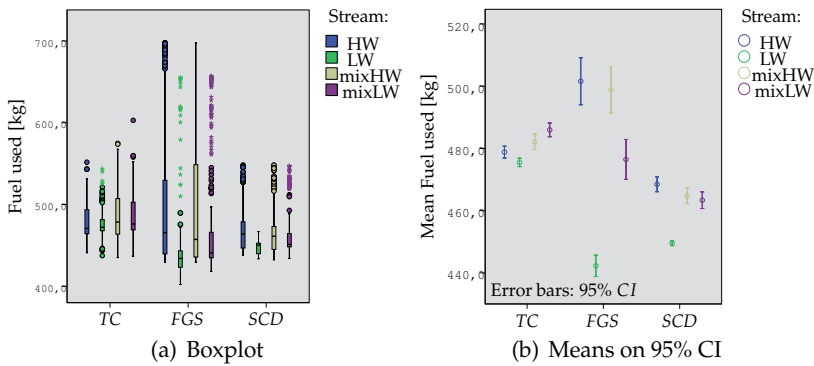 Stream:
HW
LW
mixHW
mixLW
Fuel used [kg]
700,0
600,0
500,0
400,0
TC
FGS
SCD
(a) Boxplot
Stream:
HW
LW
mixHW
mixLW
Mean Fuel used [kg]
520,0
500,0
480,0
460,0
440,0
Error bars: 95% CI
TC
FGS
SCD
(b) Means on 95% CI